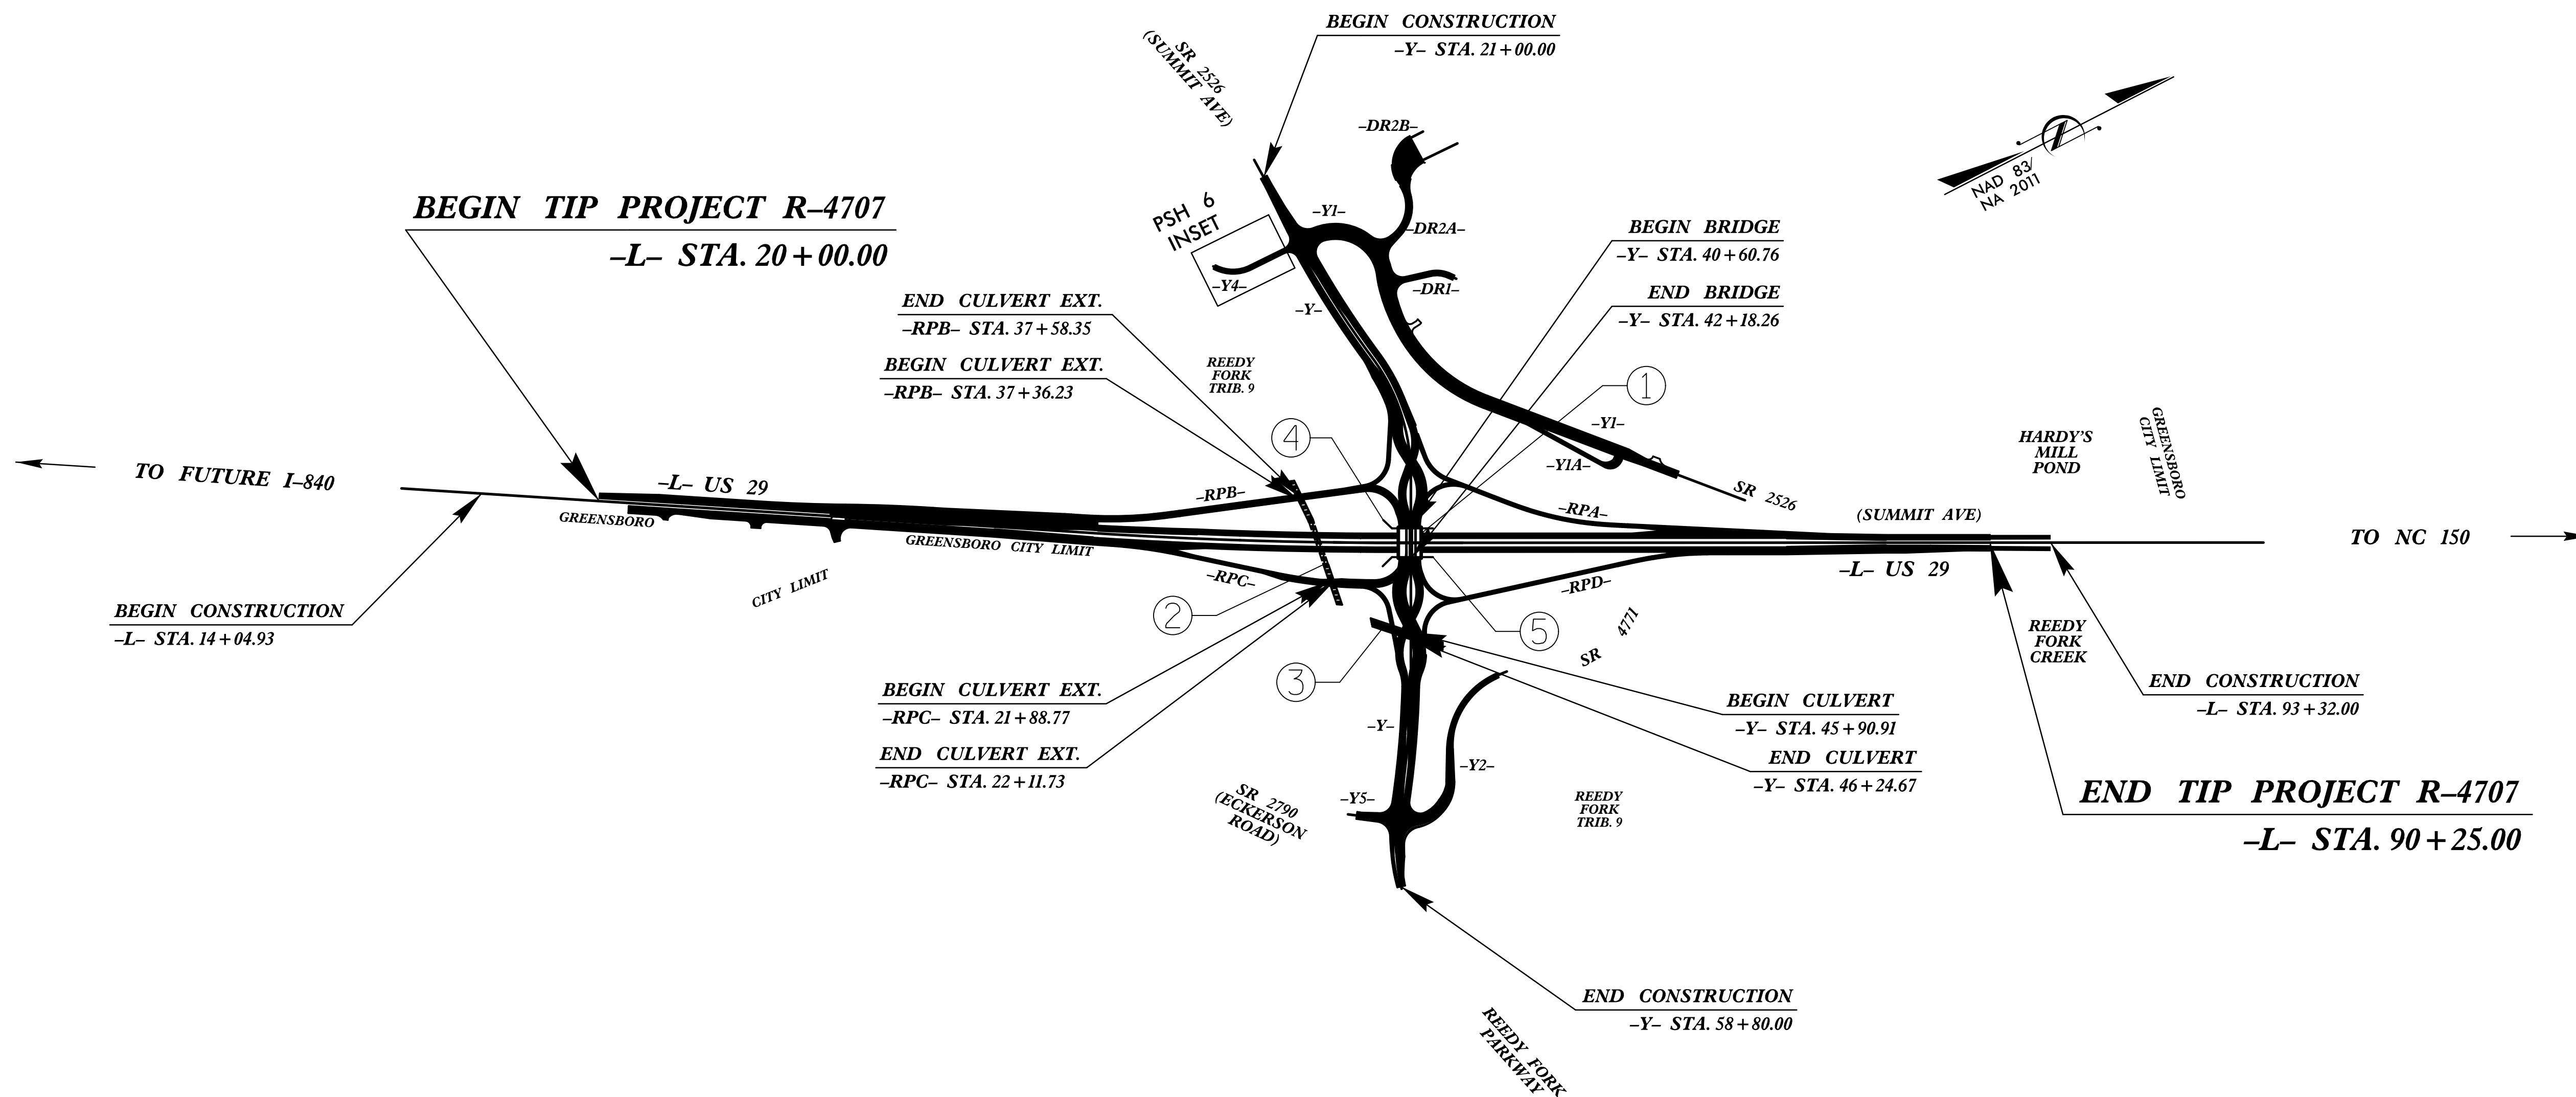 BEGIN CONSTRUCTION
–Y– STA. 21+00.00
SR 2526
(SUMMIT AVE)
–DR2B–
NAD 83/
NA 2011
BEGIN TIP PROJECT R–4707
–L– STA. 20+00.00
PSH 6
INSET
–Y1–
–DR2A–
–Y4–
–DR1–
–Y–
BEGIN BRIDGE
–Y– STA. 40+60.76
END BRIDGE
–Y– STA. 42+18.26
END CULVERT EXT.
–RPB– STA. 37+58.35
BEGIN CULVERT EXT.
–RPB– STA. 37+36.23
REEDY
FORK
TRIB. 9
1
4
–Y1–
–Y1A–
SR 2526
(SUMMIT AVE)
HARDY'S
MILL
POND
GREENSBORO
CITY LIMIT
TO FUTURE I–840
–L– US 29
GREENSBORO
GREENSBORO CITY LIMIT
CITY LIMIT
–RPB–
–RPA–
–RPC–
–RPD–
–L– US 29
TO NC 150
BEGIN CONSTRUCTION
–L– STA. 14+04.93
2
5
3
SR 4771
REEDY
FORK
CREEK
END CONSTRUCTION
–L– STA. 93+32.00
BEGIN CULVERT EXT.
–RPC– STA. 21+88.77
END CULVERT EXT.
–RPC– STA. 22+11.73
BEGIN CULVERT
–Y– STA. 45+90.91
END CULVERT
–Y– STA. 46+24.67
–Y–
–Y2–
–Y5–
SR 2790
(ECKERSON
ROAD)
REEDY
FORK
TRIB. 9
END TIP PROJECT R–4707
–L– STA. 90+25.00
END CONSTRUCTION
–Y– STA. 58+80.00
REEDY FORK
PARKWAY